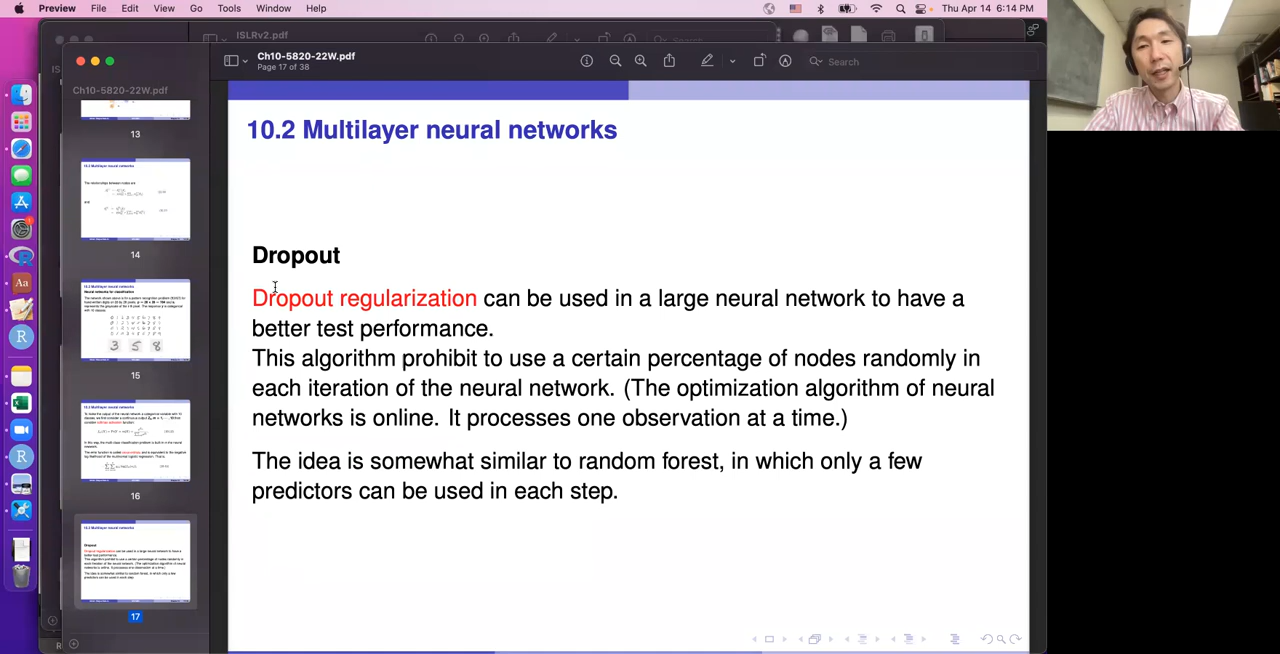 Preview File Edit View Go Tools Window Help
Thu Apr 14 6:14 PM
ISLRv2.pdf
Ch10-5820-22W.pdf
Page 17 of 38
Search
Ch10-5820-22W.pdf
13
14
15
16
17
10.2 Multilayer neural networks
Dropout
Dropout regularization can be used in a large neural network to have a
better test performance.
This algorithm prohibit to use a certain percentage of nodes randomly in
each iteration of the neural network. (The optimization algorithm of neural
networks is online. It processes one observation at a time.)
The idea is somewhat similar to random forest, in which only a few
predictors can be used in each step.